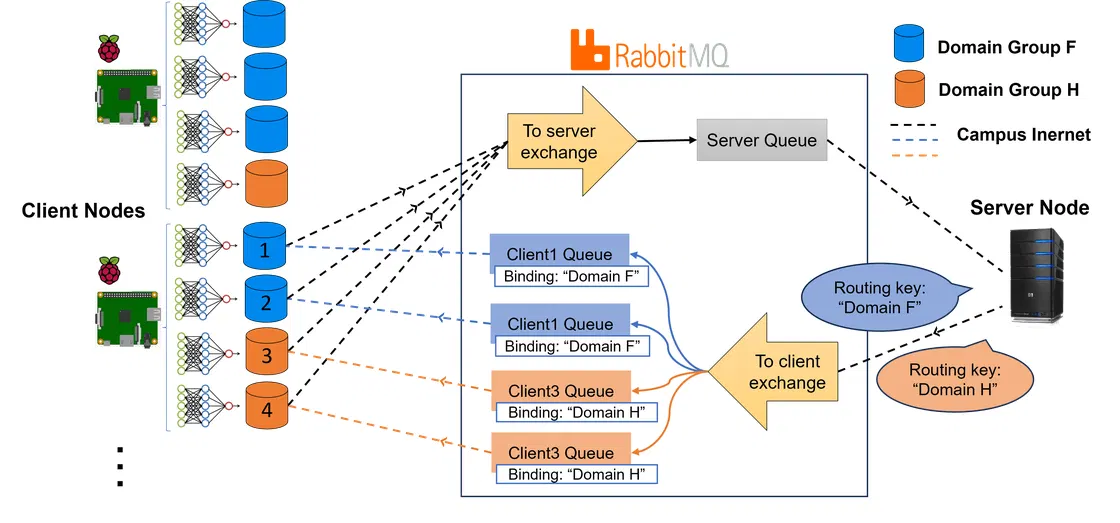 RabbitMQ
Domain Group F
Domain Group H
Campus Inernet
To server
exchange
Server Queue
Client Nodes
Server Node
1
2
3
4
Client1 Queue
Binding: “Domain F”
Client1 Queue
Binding: “Domain F”
Client3 Queue
Binding: “Domain H”
Client3 Queue
Binding: “Domain H”
To client
exchange
Routing key:
“Domain F”
Routing key:
“Domain H”